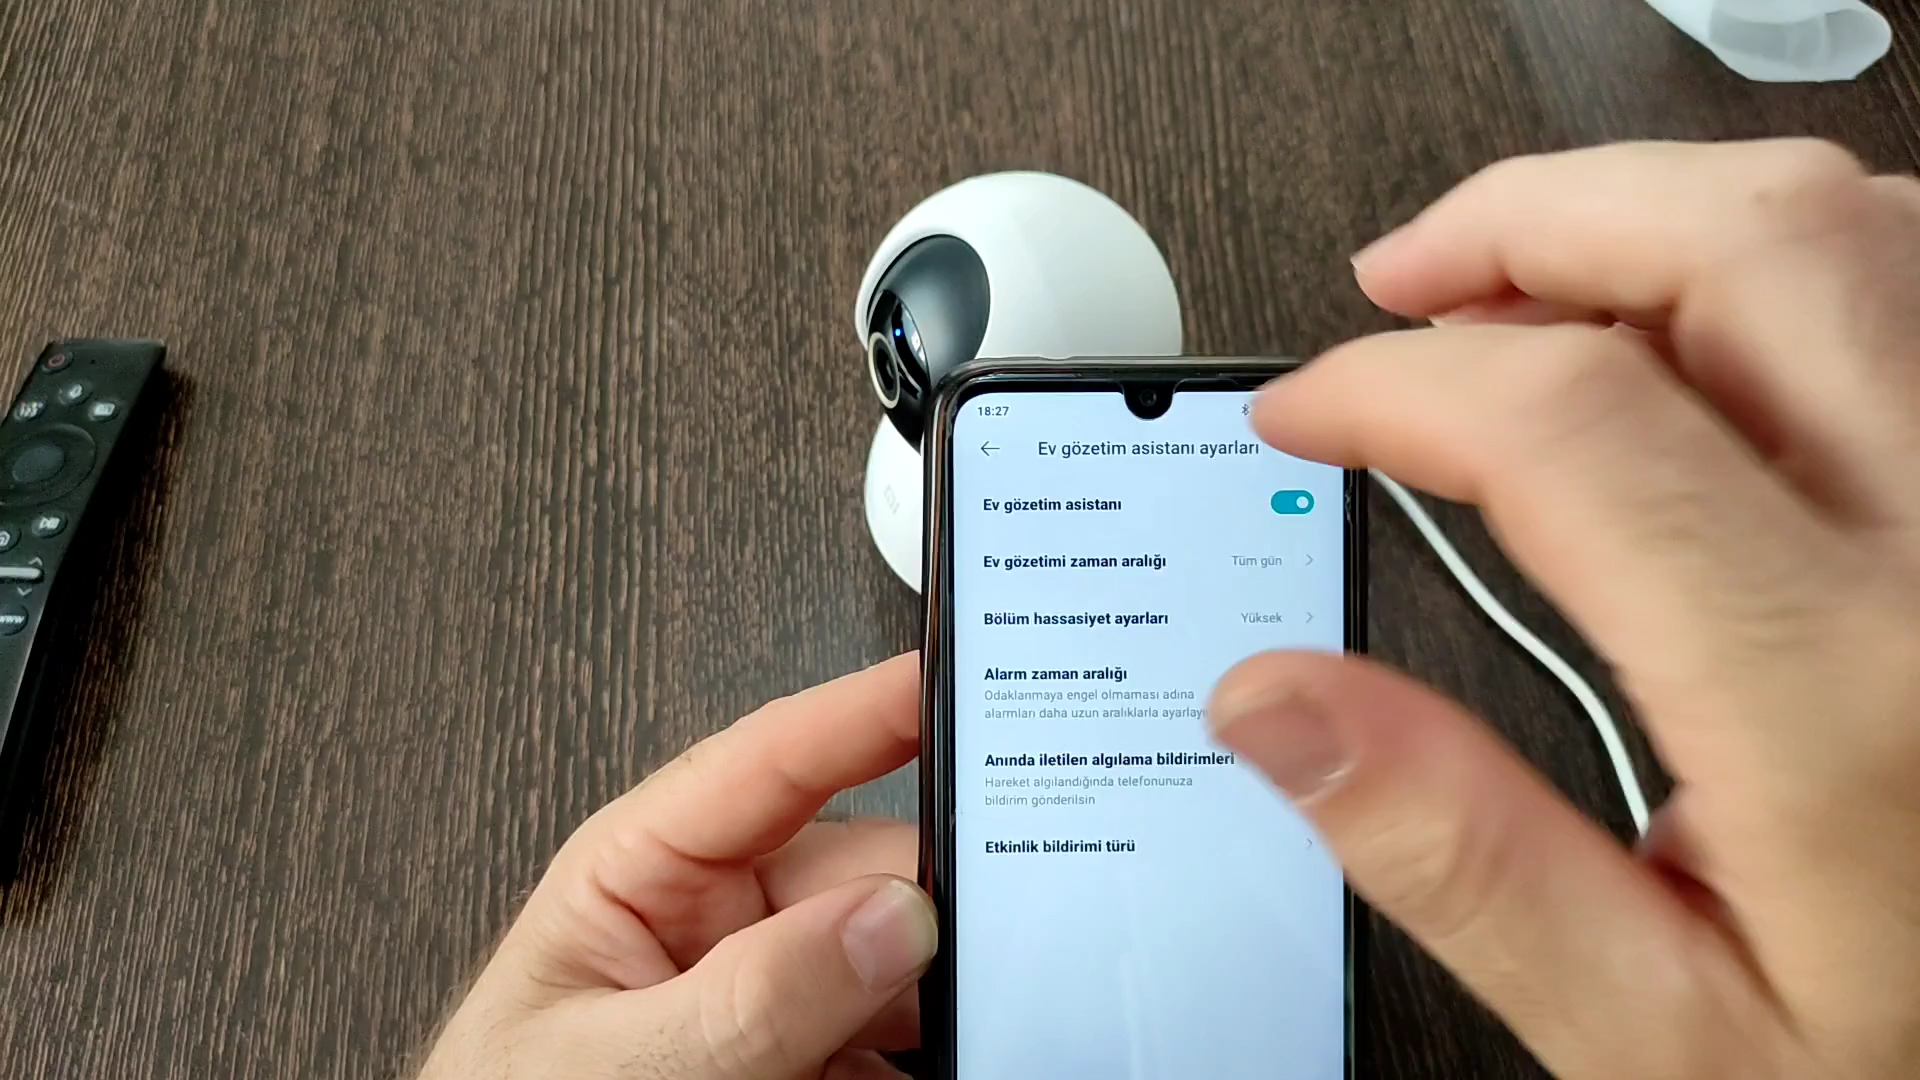 18:27
Ev gözetim asistanı ayarları
Ev gözetim asistanı
Ev gözetimi zaman aralığı Tüm gün
Bölüm hassasiyet ayarları Yüksek
Alarm zaman aralığı
Odaklanmaya engel olmaması adına
alarmları daha uzun aralıklarla
Anında iletilen algılama bildirimleri
Hareket algılandığında telefonunuza
bildirim gönderilsin
Etkinlik bildirimi türü
mi
www